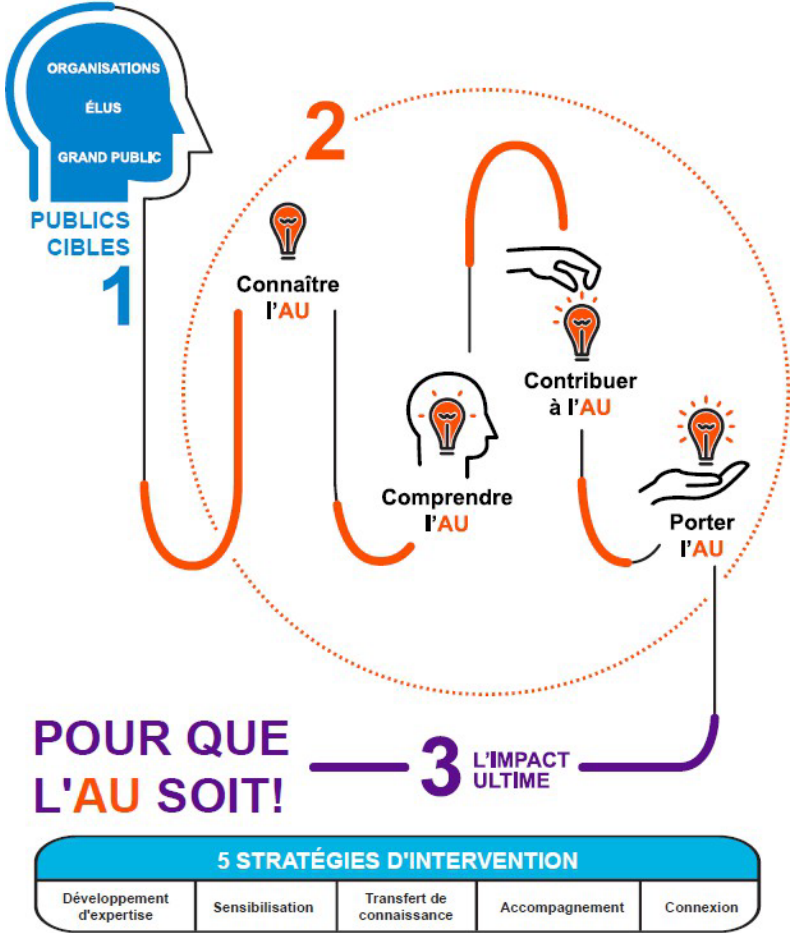 ORGANISATIONS
ÉLUS
GRAND PUBLIC
PUBLICS
CIBLES
1
2
Connaître
l'AU
Comprendre
l'AU
Contribuer
à l'AU
Porter
l'AU
POUR QUE
L'AU SOIT!
3
L'IMPACT
ULTIME
5 STRATÉGIES D'INTERVENTION
Développement
d'expertise
Sensibilisation
Transfert de
connaissance
Accompagnement
Connexion